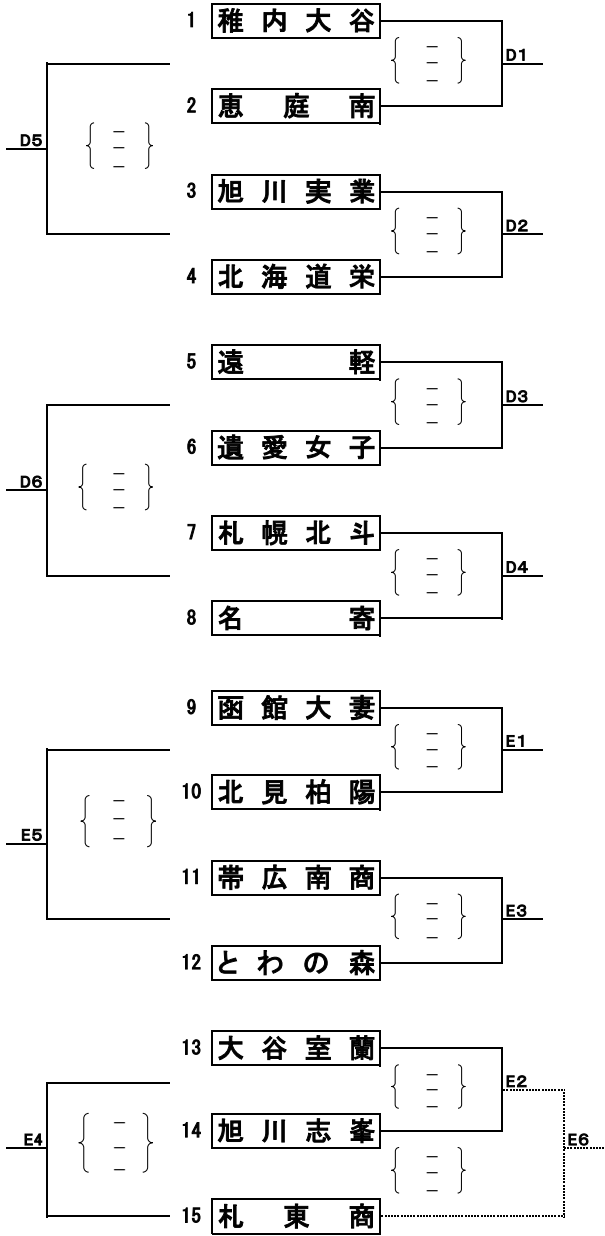 1 稚内大谷
D1
2 恵庭南
D5
3 旭川実業
D2
4 北海道栄
5 遠軽
D3
6 遺愛女子
D6
7 札幌北斗
D4
8 名寄
9 函館大妻
E1
10 北見柏陽
E5
11 帯広南商
E3
12 とわの森
13 大谷室蘭
E2
14 旭川志峯
E4
E6
15 札東商